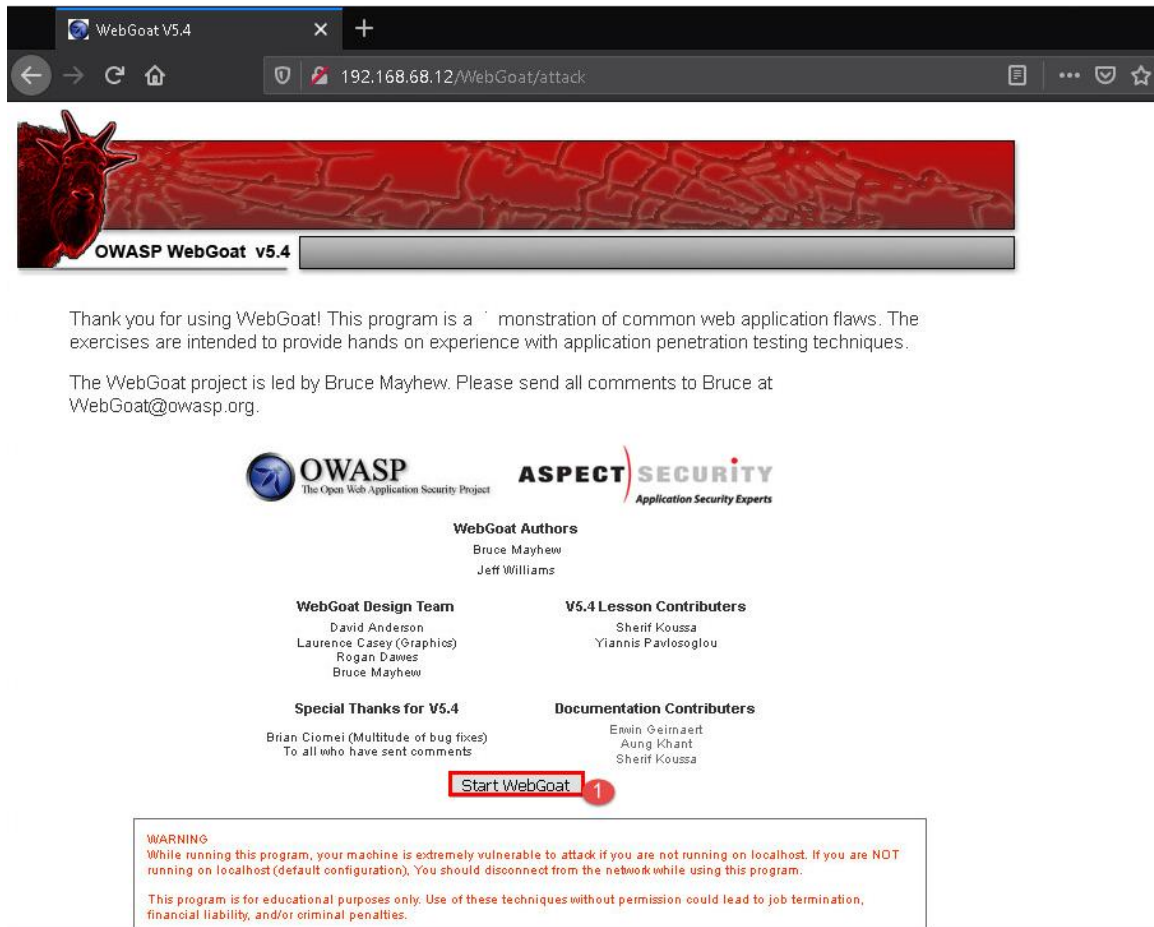 WebGoat V5.4
192.168.68.12/WebGoat/attack
OWASP WebGoat v5.4
Thank you for using WebGoat! This program is a monstration of common web application flaws. The
exercises are intended to provide hands on experience with application penetration testing techniques.
The WebGoat project is led by Bruce Mayhew. Please send all comments to Bruce at
WebGoat@owasp.org.
OWASP
The Open Web Application Security Project
ASPECT SECURITY
Application Security Experts
WebGoat Authors
Bruce Mayhew
Jeff Williams
WebGoat Design Team
David Anderson
Laurence Casey (Graphics)
Rogan Dawes
Bruce Mayhew
V5.4 Lesson Contributers
Sherif Koussa
Yiannis Pavlosoglou
Special Thanks for V5.4
Brian Ciomei (Multitude of bug fixes)
To all who have sent comments
Documentation Contributers
Erwin Geirnaert
Aung Khant
Sherif Koussa
Start WebGoat
1
WARNING
While running this program, your machine is extremely vulnerable to attack if you are not running on localhost. If you are NOT
running on localhost (default configuration), You should disconnect from the network while using this program.
This program is for educational purposes only. Use of these techniques without permission could lead to job termination,
financial liability, and/or criminal penalties.